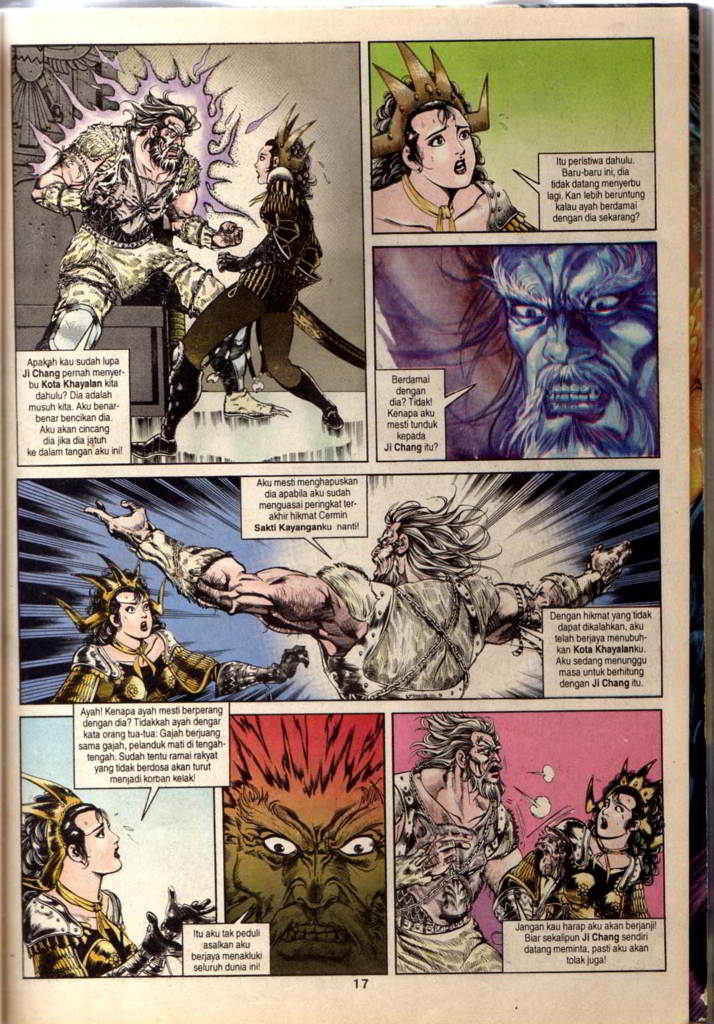 Apakah kau sudah lupa
Ji Chang pernah menyer-
bu Kota Khayalan kita
dahulu? Dia adalah
musuh kita. Aku benar-
benar bencikan dia.
Aku akan cincang
dia jika dia jatuh
ke dalam tangan aku ini!
Itu peristiwa dahulu.
Baru-baru ini, dia
tidak datang menyerbu
lagi. Kan lebih beruntung
kalau ayah berdamai
dengan dia sekarang?
Berdamai
dengan
dia? Tidak!
Kenapa aku
mesti tunduk
kepada
Ji Chang itu?
Aku mesti menghapuskan
dia apabila aku sudah
menguasai peringkat ter-
akhir hikmat Cermin
Sakti Kayanganku nanti!
Dengan hikmat yang tidak
dapat dikalahkan, aku
telah berjaya menubuh-
kan Kota Khayalanku.
Aku sedang menunggu
masa untuk berhitung
dengan Ji Chang itu.
Ayah! Kenapa ayah mesti berperang
dengan dia? Tidakkah ayah dengar
kata orang tua-tua: Gajah berjuang
sama gajah, pelanduk mati di tengah-
tengah. Sudah tentu ramai rakyat
yang tidak berdosa akan turut
menjadi korban kelak!
Itu aku tak peduli
asalkan aku
berjaya menakluki
seluruh dunia ini!
Jangan kau harap aku akan berjanji!
Biar sekalipun Ji Chang sendiri
datang meminta, pasti aku akan
tolak juga!
17